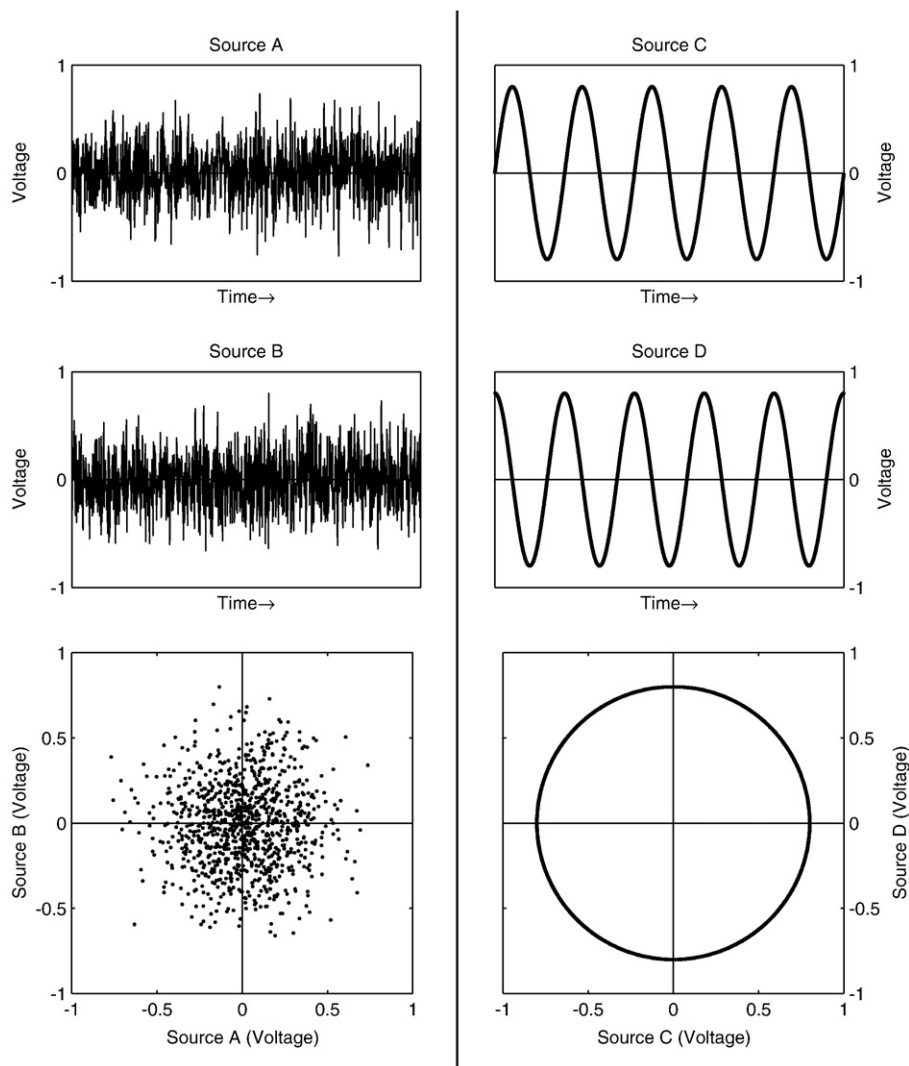 Source A
1
0
-1
Voltage
Time→
Source B
1
0
-1
Voltage
Time→
1
0.5
0
-0.5
-1
Source B (Voltage)
-1 -0.5 0 0.5 1
Source A (Voltage)
Source C
1
0
-1
Voltage
Time→
Source D
1
0
-1
Voltage
Time→
1
0.5
0
-0.5
-1
Source D (Voltage)
-1 -0.5 0 0.5 1
Source C (Voltage)